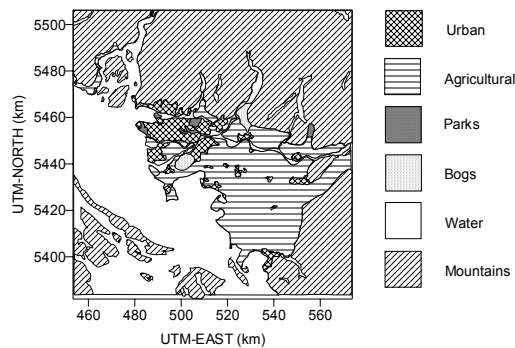 5506
5480
5460
5440
5420
5400
UTM-NORTH (km)
460 480 500 520 540 560
UTM-EAST (km)
Urban
Agricultural
Parks
Bogs
Water
Mountains